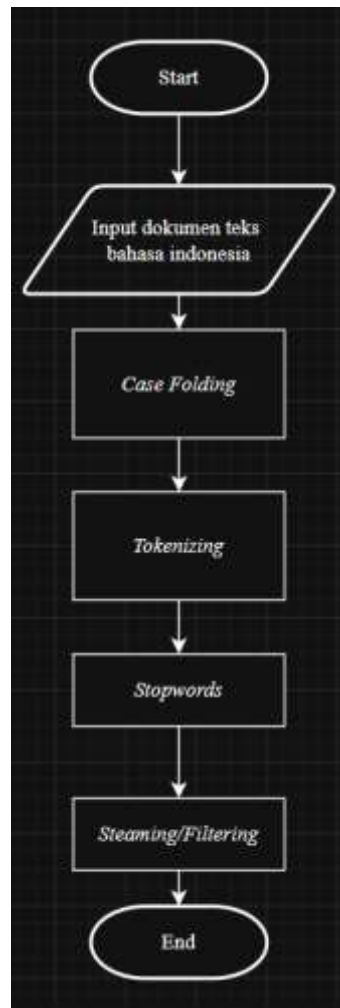 Start
Input dokumen teks
bahasa indonesia
Case Folding
Tokenizing
Stopwords
Steaming/Filtering
End